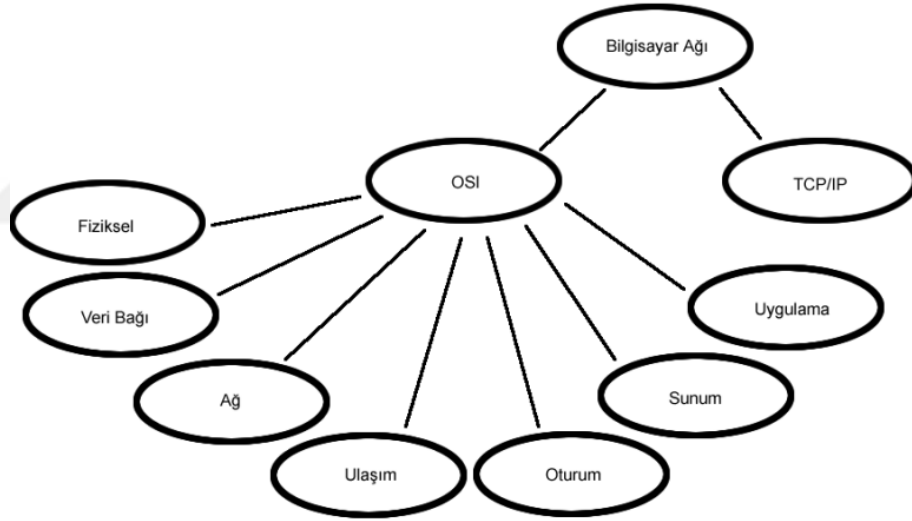 Bilgisayar Ağı
OSI
TCP/IP
Fiziksel
Veri Bağı
Ağ
Ulaşım
Oturum
Sunum
Uygulama